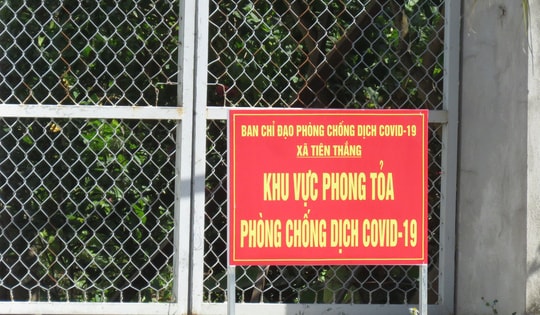 BAN CHỈ ĐẠO PHÒNG CHỐNG DỊCH COVID-19
XÃ TIÊN THẮNG
KHU VỰC PHONG TỎA
PHÒNG CHỐNG DỊCH COVID-19